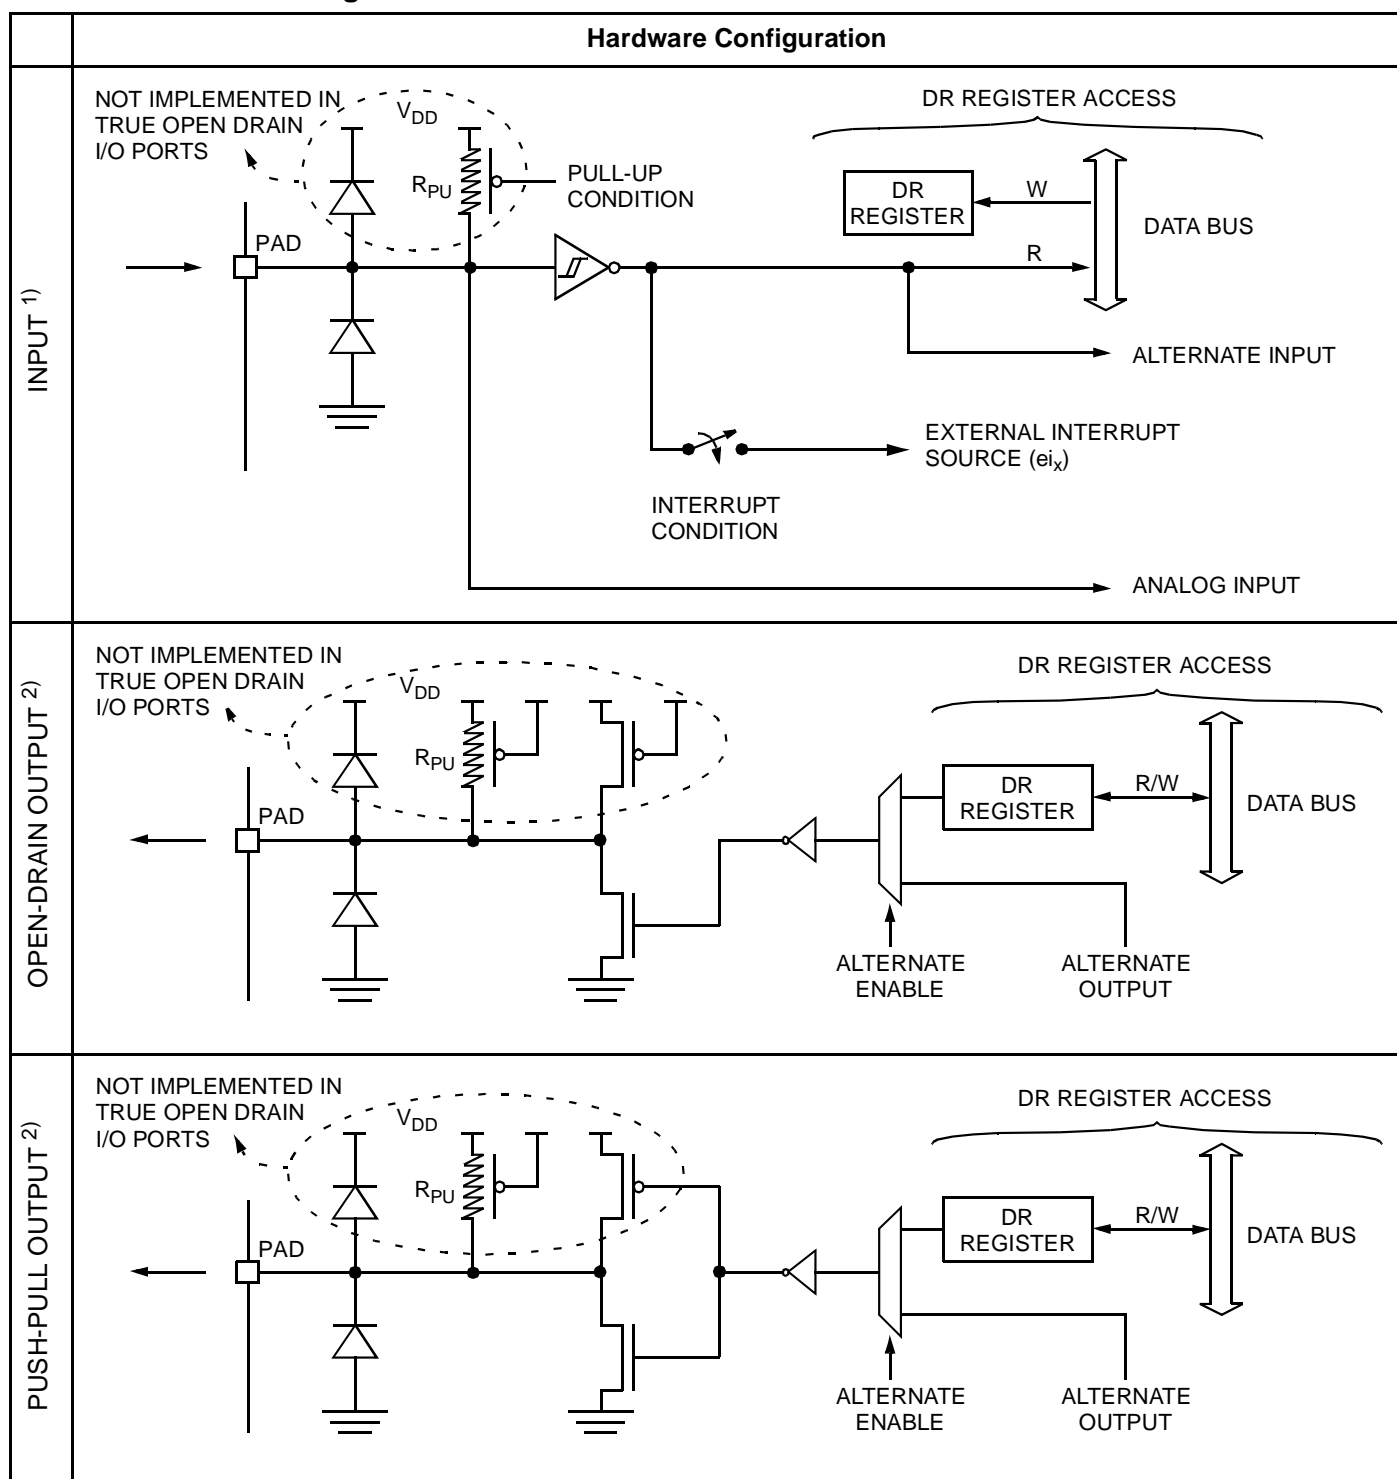 Hardware Configuration
INPUT 1)
NOT IMPLEMENTED IN
TRUE OPEN DRAIN
I/O PORTS
VDD
RPU
PULL-UP
CONDITION
PAD
DR REGISTER ACCESS
DR
REGISTER
W
R
DATA BUS
ALTERNATE INPUT
EXTERNAL INTERRUPT
SOURCE (eix)
INTERRUPT
CONDITION
ANALOG INPUT
OPEN-DRAIN OUTPUT 2)
NOT IMPLEMENTED IN
TRUE OPEN DRAIN
I/O PORTS
VDD
RPU
PAD
DR REGISTER ACCESS
DR
REGISTER
R/W
DATA BUS
ALTERNATE
ENABLE
ALTERNATE
OUTPUT
PUSH-PULL OUTPUT 2)
NOT IMPLEMENTED IN
TRUE OPEN DRAIN
I/O PORTS
VDD
RPU
PAD
DR REGISTER ACCESS
DR
REGISTER
R/W
DATA BUS
ALTERNATE
ENABLE
ALTERNATE
OUTPUT